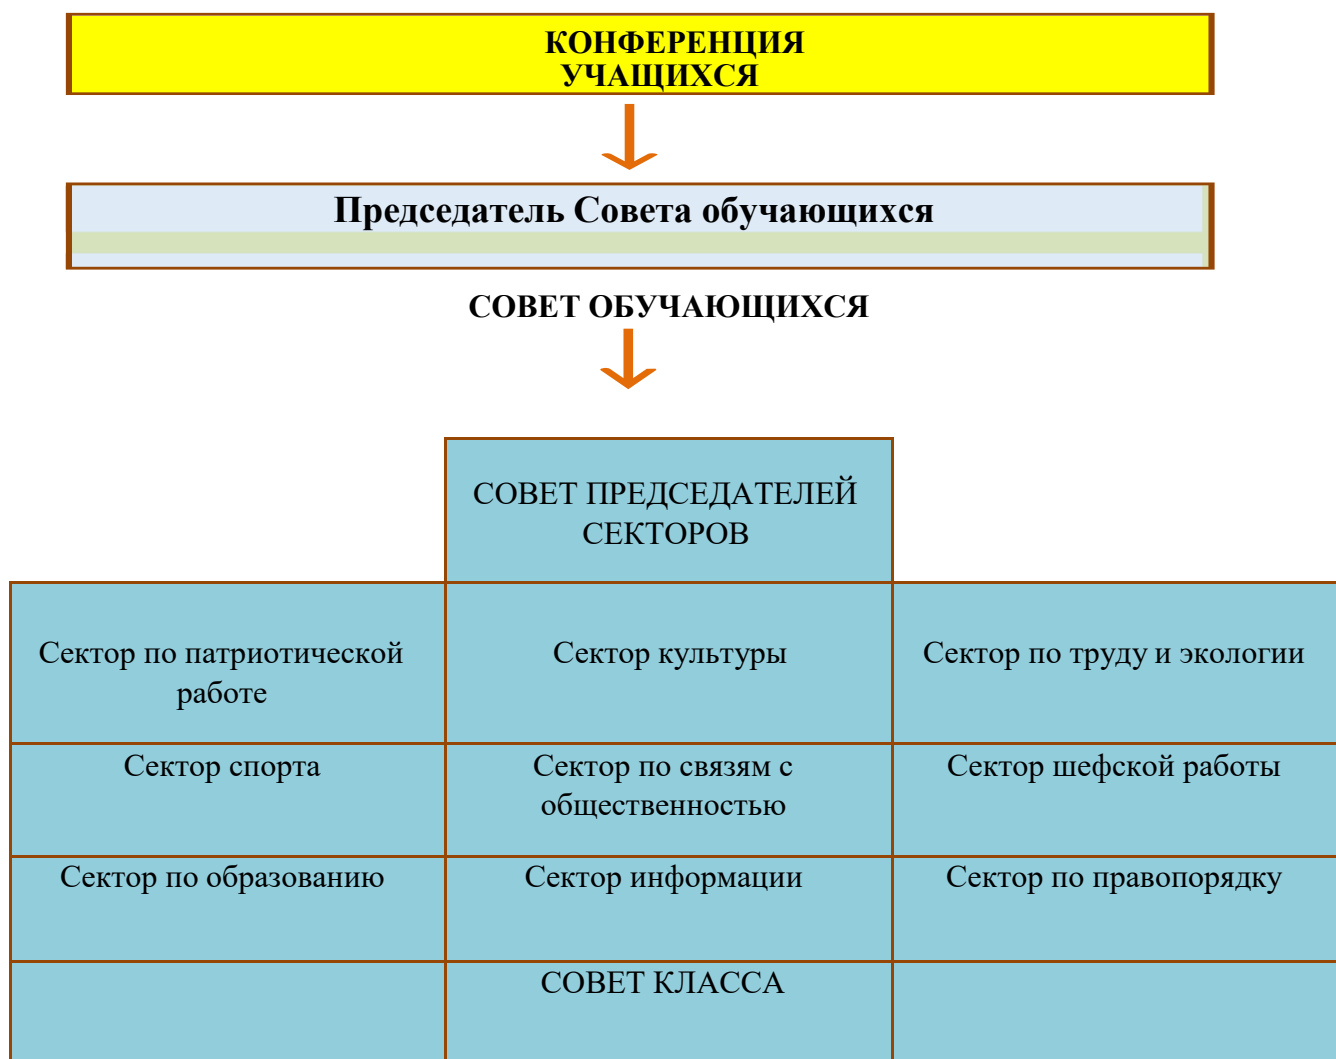 КОНФЕРЕНЦИЯ
УЧАЩИХСЯ
Председатель Совета обучающихся
СОВЕТ ОБУЧАЮЩИХСЯ
СОВЕТ ПРЕДСЕДАТЕЛЕЙ
СЕКТОРОВ
Сектор по патриотической
работе
Сектор культуры
Сектор по труду и экологии
Сектор спорта
Сектор по связям с
общественностью
Сектор шефской работы
Сектор по образованию
Сектор информации
Сектор по правопорядку
СОВЕТ КЛАССА